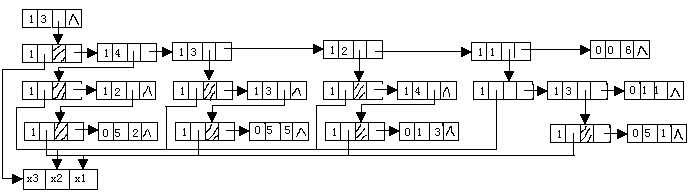 1 3 ∧
1 1 4 1 3 1 2 1 1 0 0 6 ∧
1 1 2 ∧ 1 1 3 ∧ 1 1 4 ∧ 1 1 3 0 1 1 ∧
1 0 5 2 ∧ 1 0 5 5 ∧ 1 0 1 3 ∧ 1 0 5 1 ∧
x3 x2 x1